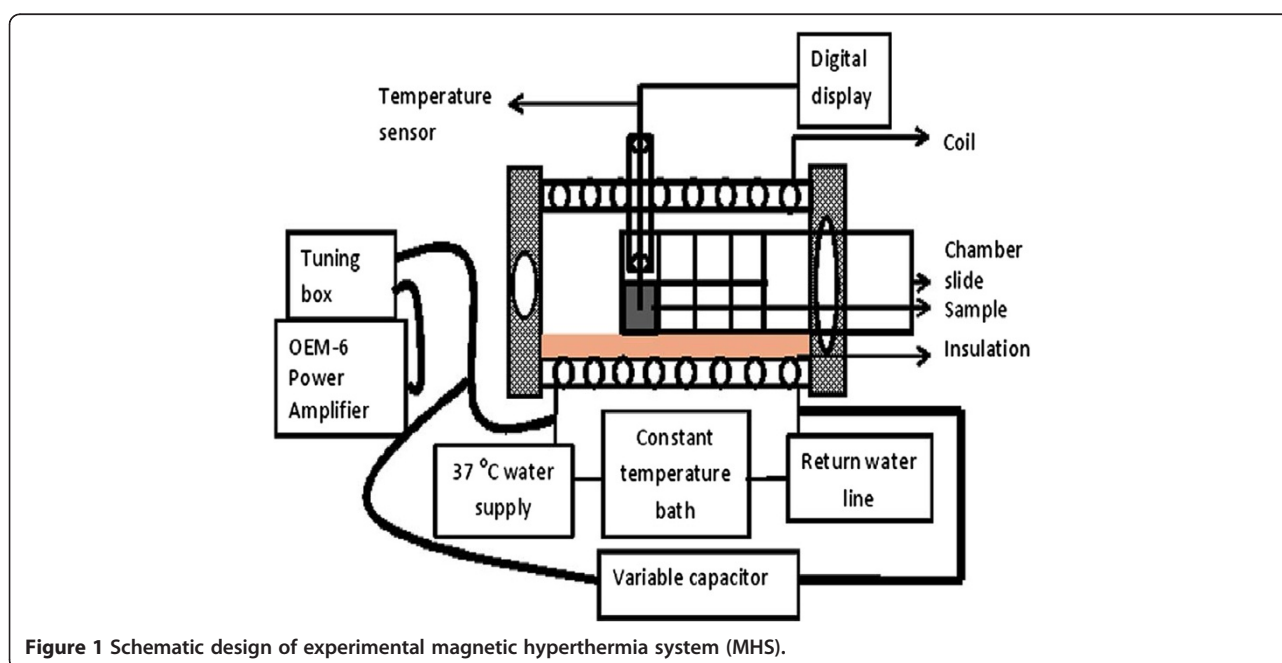 Digital
display
Temperature
sensor
Coil
Tuning
box
Chamber
slide
Sample
OEM-6
Power
Amplifier
Insulation
37 °C water
supply
Constant
temperature
bath
Return water
line
Variable capacitor
Figure 1 Schematic design of experimental magnetic hyperthermia system (MHS).